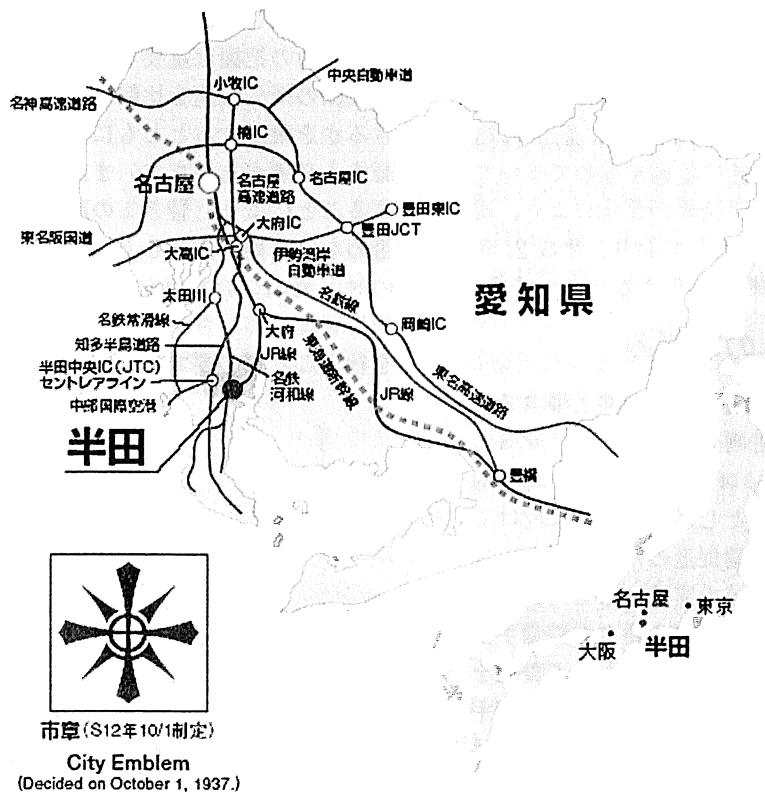 小牧IC
中央自動車道
名神高速道路
楠IC
名古屋
名古屋
高速道路
名古屋IC
豊田東IC
豊田JCT
東名阪国道
大府IC
大高IC
伊勢湾岸
自動車道
愛知県
太田川
名鉄線
岡崎IC
名鉄常滑線
大府
知多半島道路
JR線
東海道新幹線
半田中央IC(JTC)
セントレアライン
名鉄
河和線
JR線
東名高速道路
中部国際空港
半田
豊橋
名古屋
東京
大阪
半田
市章(S12年10/1制定)
City Emblem
(Decided on October 1, 1937.)